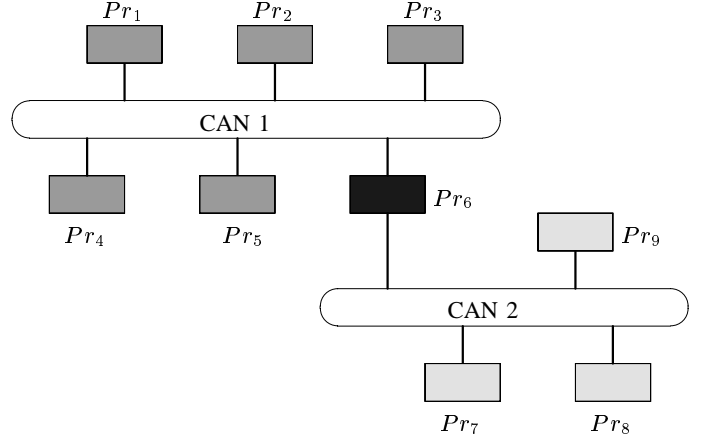 Pr₁ Pr₂ Pr₃
CAN 1
Pr₆
Pr₄ Pr₅
Pr₉
CAN 2
Pr₇ Pr₈